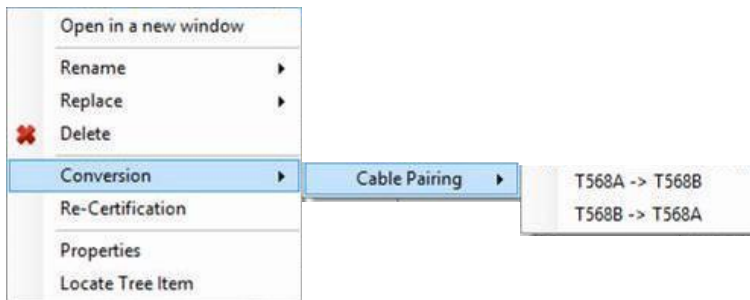 Open in a new window
Rename
Replace
Delete
Conversion
Cable Pairing
T568A -> T568B
T568B -> T568A
Re-Certification
Properties
Locate Tree Item